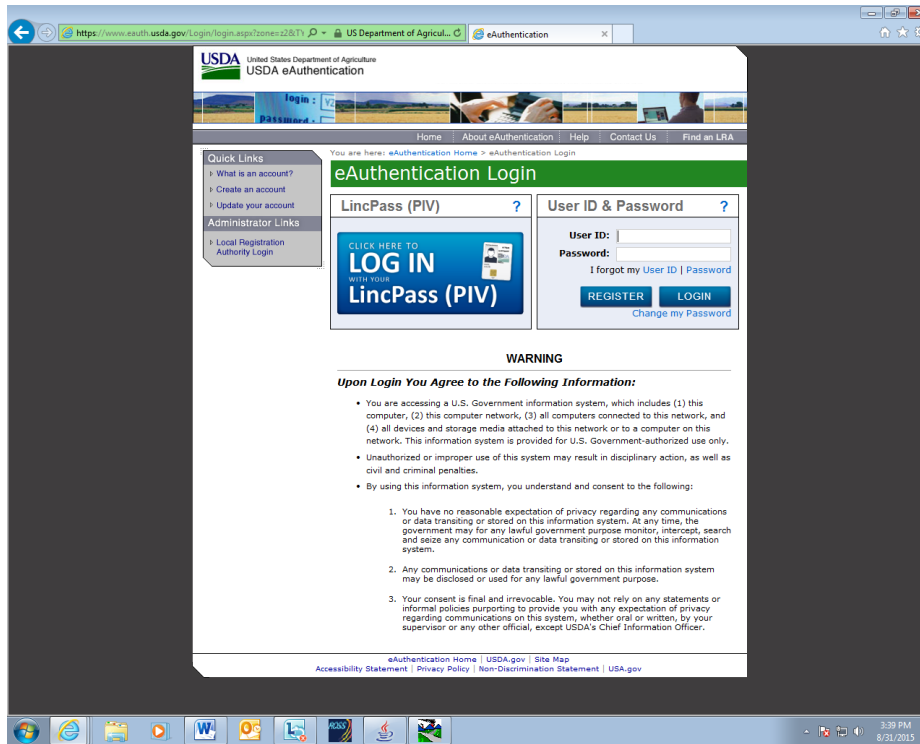 https://www.eauth.usda.gov/Login/login.aspx?zone=z2&TY
US Department of Agricul...
eAuthentication
USDA United States Department of Agriculture
USDA eAuthentication
login :
password :
Home About eAuthentication Help Contact Us Find an LRA
Quick Links
What is an account?
Create an account
Update your account
Administrator Links
Local Registration
Authority Login
You are here: eAuthentication Home > eAuthentication Login
eAuthentication Login
LincPass (PIV) ?
CLICK HERE TO
LOG IN
WITH YOUR
LincPass (PIV)
User ID & Password ?
User ID:
Password:
I forgot my User ID | Password
REGISTER LOGIN
Change my Password
WARNING
Upon Login You Agree to the Following Information:
• You are accessing a U.S. Government information system, which includes (1) this
computer, (2) this computer network, (3) all computers connected to this network, and
(4) all devices and storage media attached to this network or to a computer on this
network. This information system is provided for U.S. Government-authorized use only.
• Unauthorized or improper use of this system may result in disciplinary action, as well as
civil and criminal penalties.
• By using this information system, you understand and consent to the following:
1. You have no reasonable expectation of privacy regarding any communications
or data transiting or stored on this information system. At any time, the
government may for any lawful government purpose monitor, intercept, search
and seize any communication or data transiting or stored on this information
system.
2. Any communications or data transiting or stored on this information system
may be disclosed or used for any lawful government purpose.
3. Your consent is final and irrevocable. You may not rely on any statements or
informal policies purporting to provide you with any expectation of privacy
regarding communications on this system, whether oral or written, by your
supervisor or any other official, except USDA's Chief Information Officer.
eAuthentication Home | USDA.gov | Site Map
Accessibility Statement | Privacy Policy | Non-Discrimination Statement | USA.gov
ROSS
3:39 PM
8/31/2015